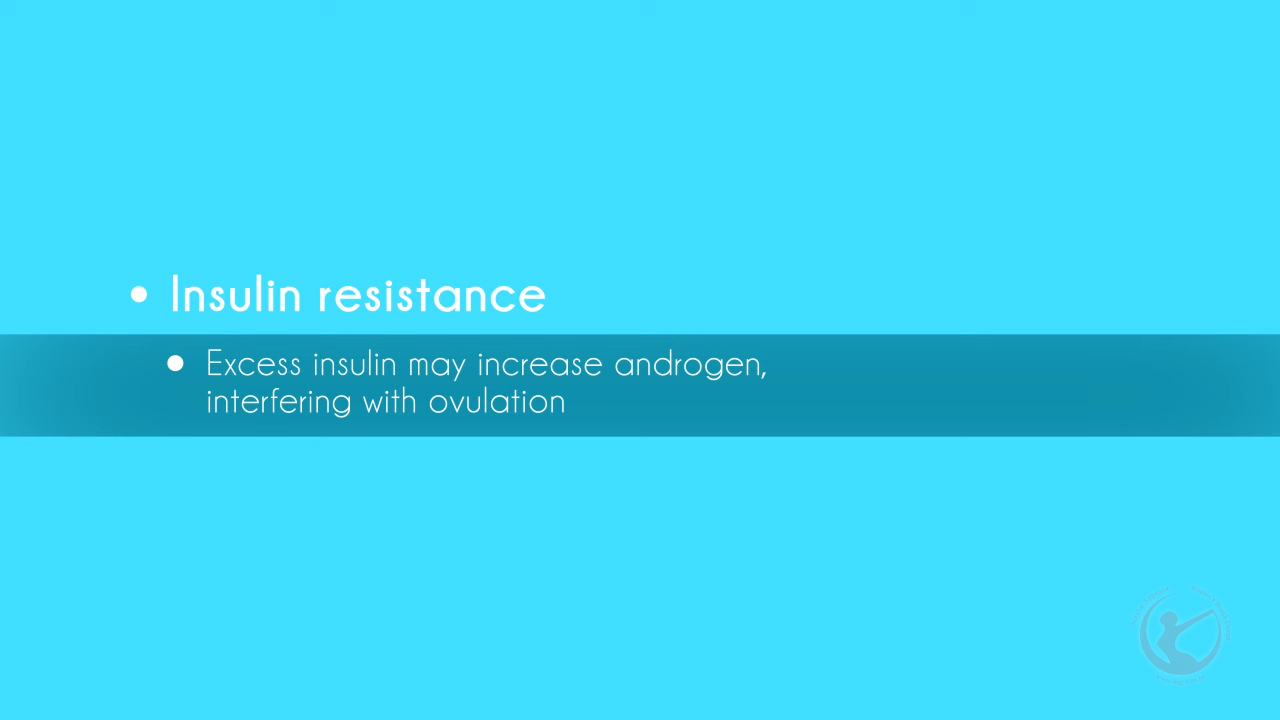 • Insulin resistance
• Excess insulin may increase androgen,
interfering with ovulation